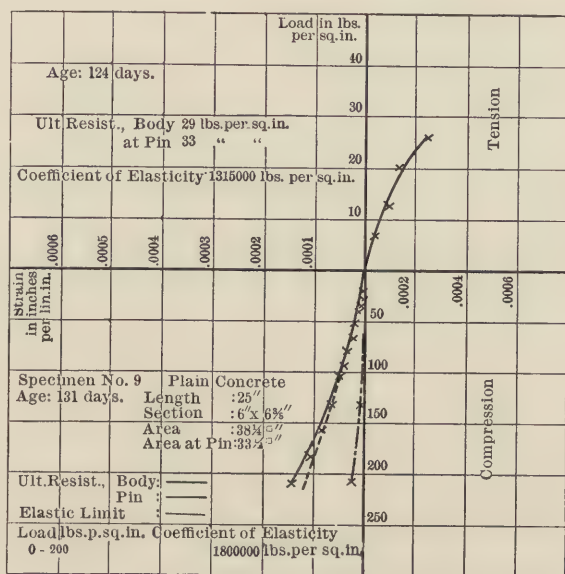 Load in lbs.
per sq.in.
40
Age: 124 days.
30
Tension
Ult.Resist., Body 29 lbs.per.sq.in.
at Pin 33 " "
20
Coefficient of Elasticity 1315000 lbs. per sq.in.
10
.0006
.0005
.0004
.0003
.0002
.0001
.0002
.0004
.0006
Strain
in inches
per lin.in.
50
100
Specimen No. 9 Plain Concrete
Age: 131 days. Length :25"
Section :6"x 6⅜"
Area :38¼ □"
Area at Pin:33½ □"
150
Compression
200
Ult.Resist., Body:
Pin :
Elastic Limit :
250
Load lbs.p.sq.in. Coefficient of Elasticity
0 - 200 1800000 lbs.per sq.in.